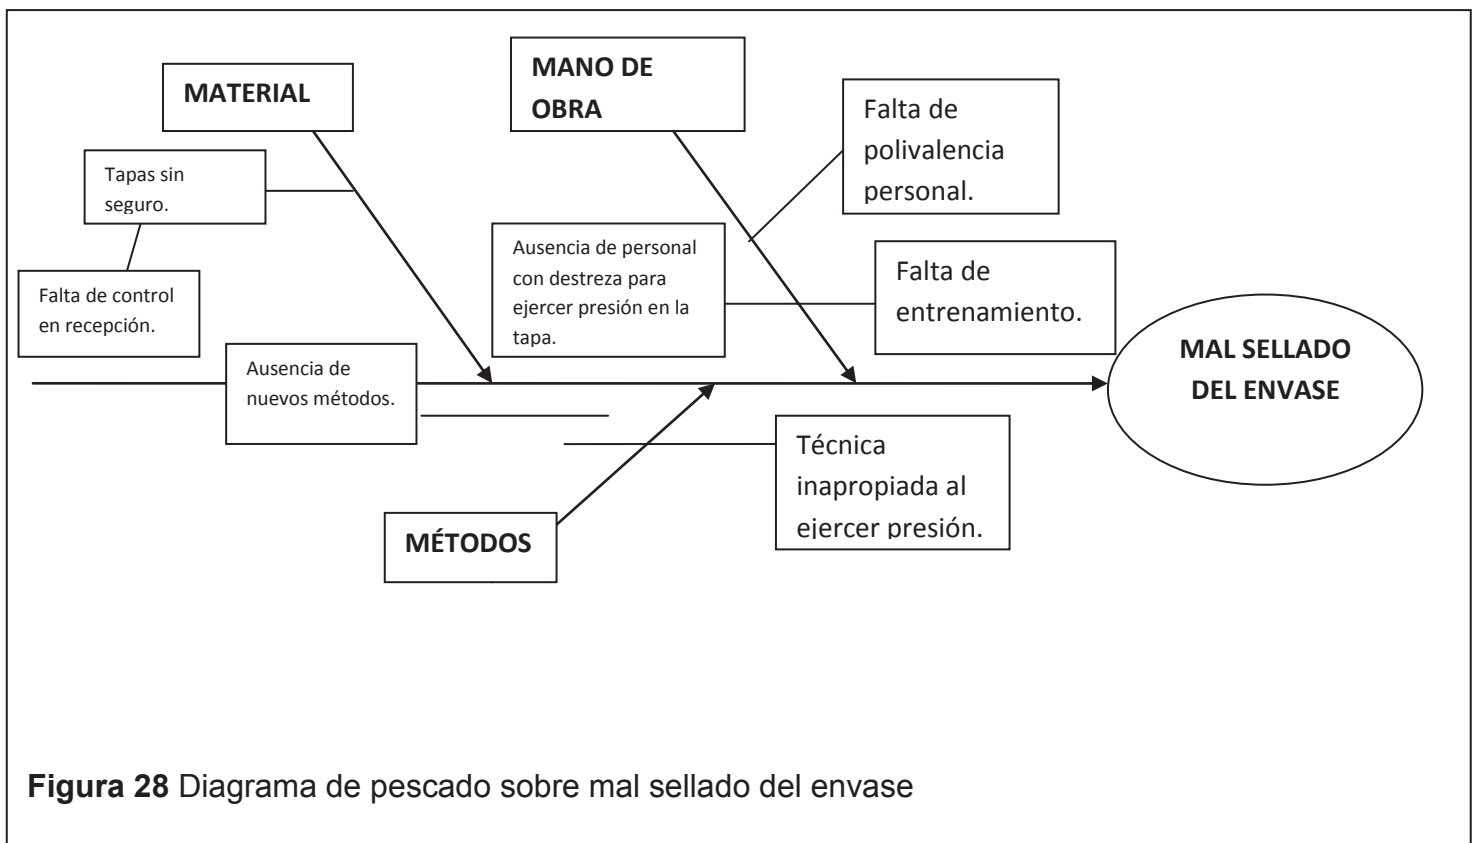 MATERIAL
MANO DE
OBRA
Falta de
polivalencia
personal.
Tapas sin
seguro.
Ausencia de personal
con destreza para
ejercer presión en la
tapa.
Falta de
entrenamiento.
Falta de control
en recepción.
MAL SELLADO
DEL ENVASE
Ausencia de
nuevos métodos.
Técnica
inapropiada al
ejercer presión.
MÉTODOS
Figura 28 Diagrama de pescado sobre mal sellado del envase